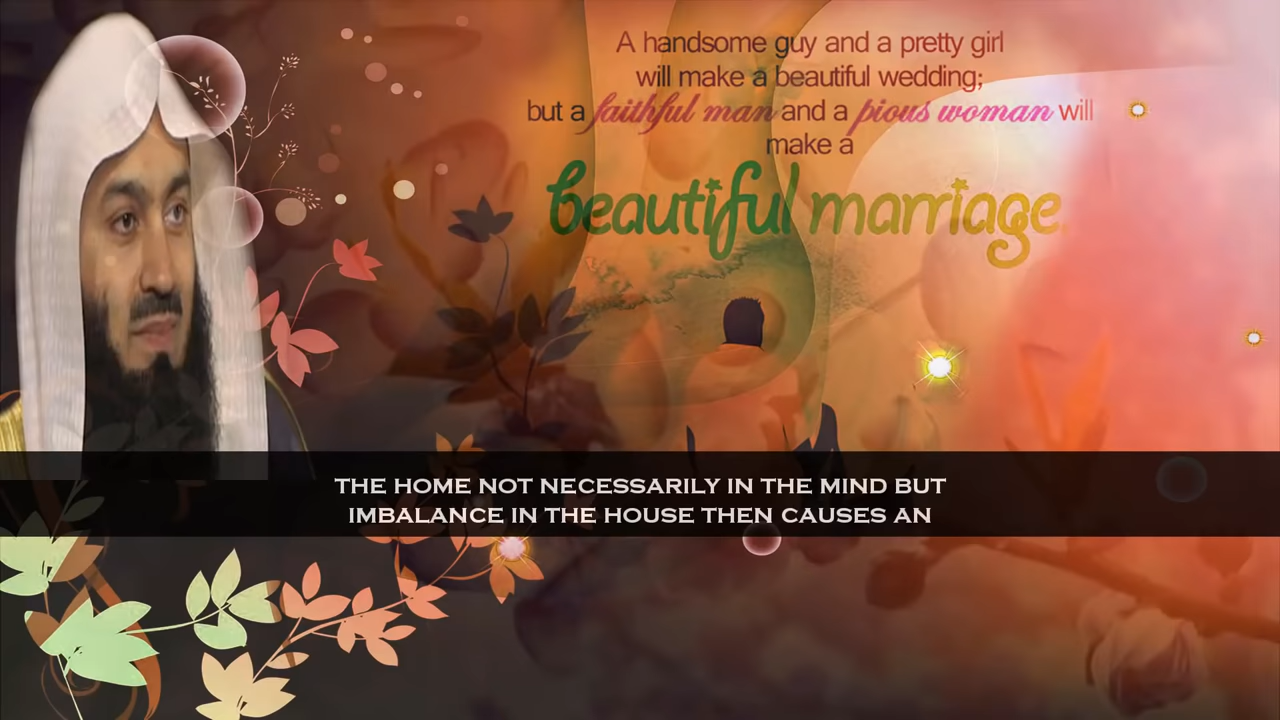 A handsome guy and a pretty girl
will make a beautiful wedding;
but a faithful man and a pious woman will
make a
beautiful marriage.
THE HOME NOT NECESSARILY IN THE MIND BUT
IMBALANCE IN THE HOUSE THEN CAUSES AN